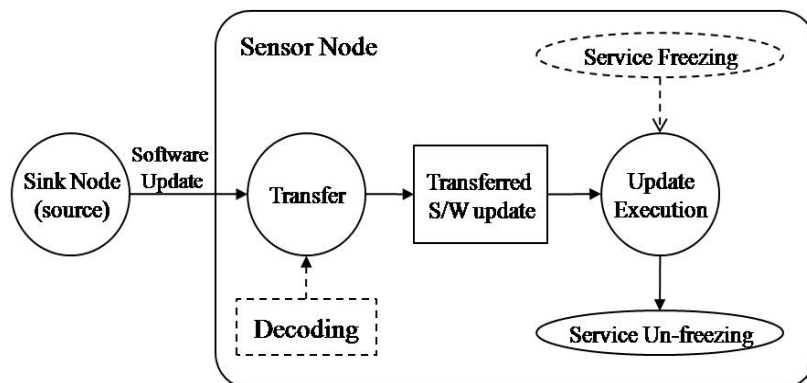 Sensor Node
Service Freezing
Software
Update
Sink Node
(source)
Transfer
Transferred
S/W update
Update
Execution
Decoding
Service Un-freezing